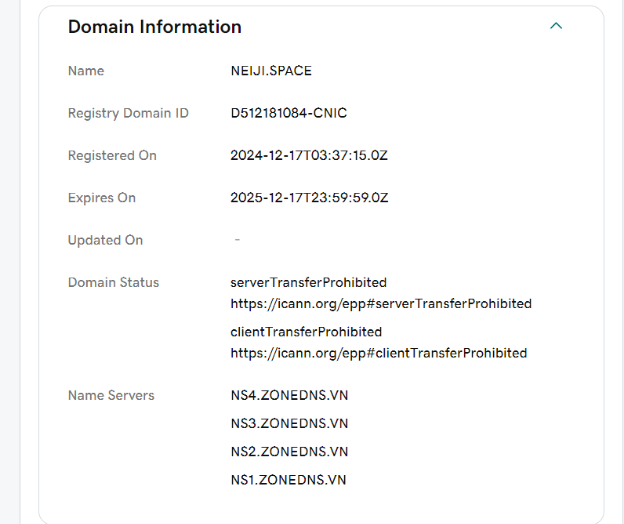 Domain Information
Name NEIJI.SPACE
Registry Domain ID D512181084-CNIC
Registered On 2024-12-17T03:37:15.0Z
Expires On 2025-12-17T23:59:59.0Z
Updated On -
Domain Status serverTransferProhibited
https://icann.org/epp#serverTransferProhibited
clientTransferProhibited
https://icann.org/epp#clientTransferProhibited
Name Servers NS4.ZONEDNS.VN
NS3.ZONEDNS.VN
NS2.ZONEDNS.VN
NS1.ZONEDNS.VN